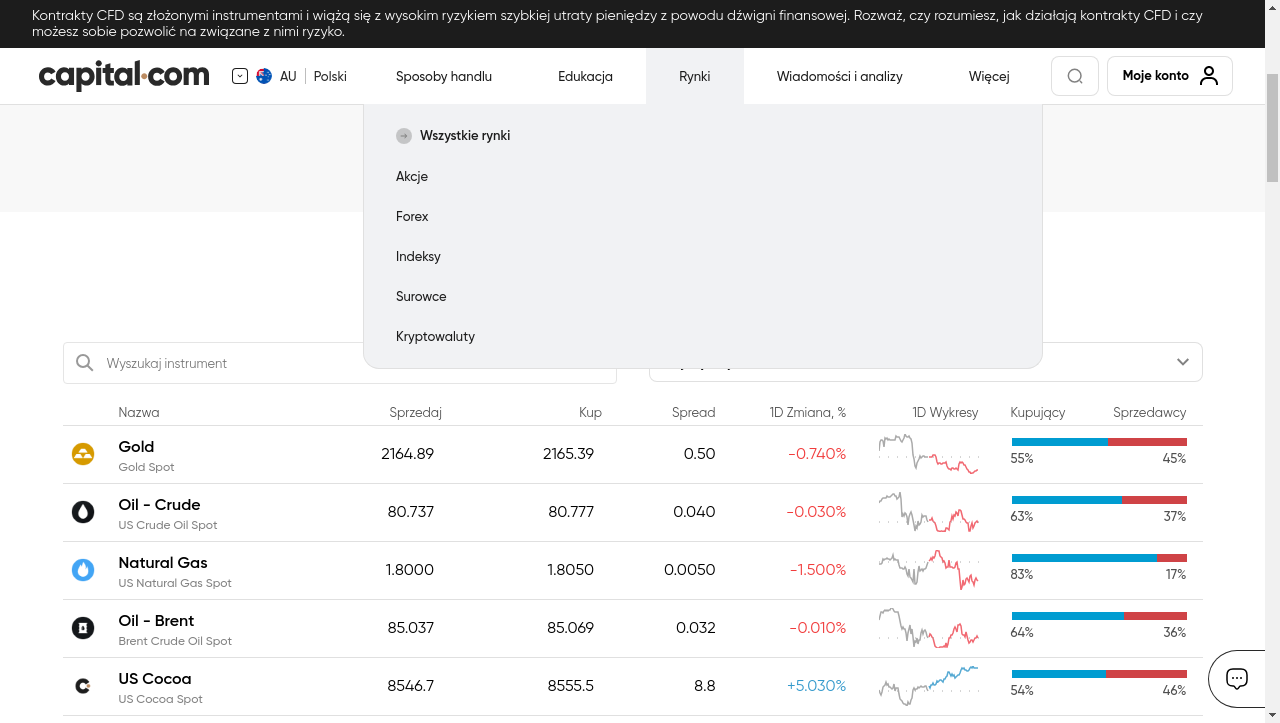 Kontrakty CFD są złożonymi instrumentami i wiążą się z wysokim ryzykiem szybkiej utraty pieniędzy z powodu dźwigni finansowej. Rozważ, czy rozumiesz, jak działają kontrakty CFD i czy
możesz sobie pozwolić na związane z nimi ryzyko.
capital.com AU Polski Sposoby handlu Edukacja Rynki Wiadomości i analizy Więcej Moje konto
Wszystkie rynki
Akcje
Forex
Indeksy
Surowce
Kryptowaluty
Wyszukaj instrument
Nazwa Sprzedaj Kup Spread 1D Zmiana, % 1D Wykresy Kupujący Sprzedawcy
Gold 2164.89 2165.39 0.50 -0.740%
Gold Spot 55% 45%
Oil - Crude 80.737 80.777 0.040 -0.030%
US Crude Oil Spot 63% 37%
Natural Gas 1.8000 1.8050 0.0050 -1.500%
US Natural Gas Spot 83% 17%
Oil - Brent 85.037 85.069 0.032 -0.010%
Brent Crude Oil Spot 64% 36%
US Cocoa 8546.7 8555.5 8.8 +5.030%
US Cocoa Spot 54% 46%